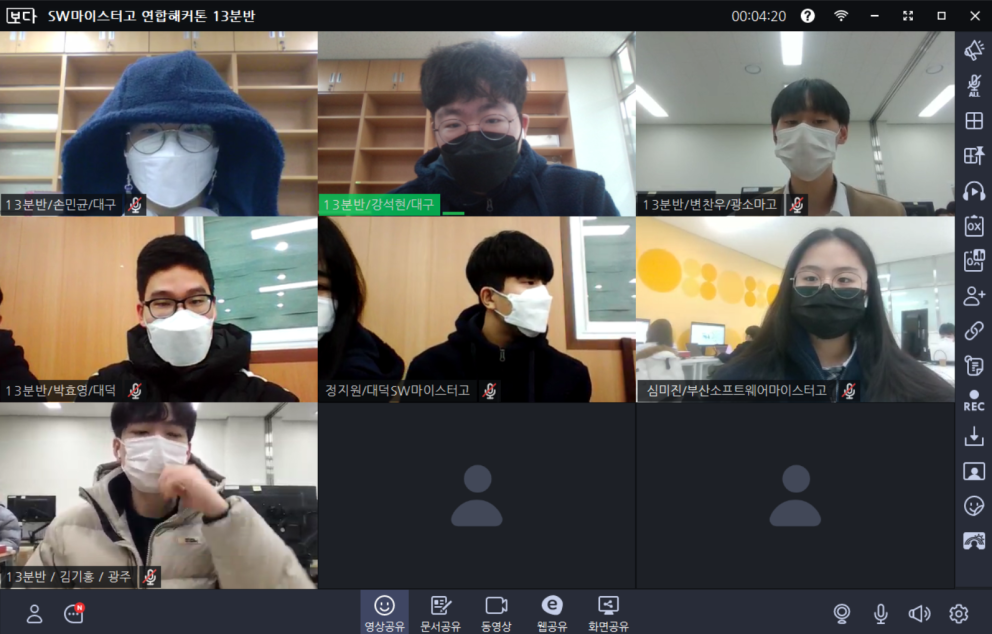 보다 SW마이스터고 연합해커톤 13분반 00:04:20
13분반/손민균/대구
13분반/강석현/대구
13분반/변찬우/광소마고
13분반/박효영/대덕
정지원/대덕SW마이스터고
심미진/부산소프트웨어마이스터고
13분반 / 김기홍 / 광주
ALL
OX
REC
N
영상공유 문서공유 동영상 웹공유 화면공유